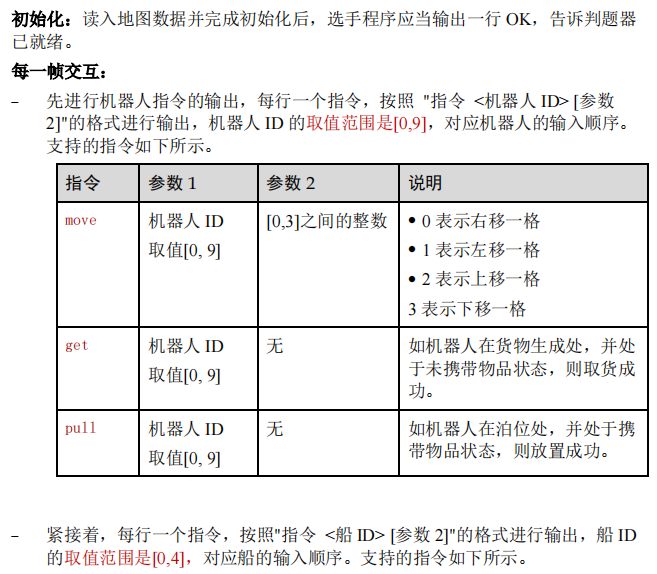 初始化：读入地图数据并完成初始化后，选手程序应当输出一行 OK，告诉判题器
已就绪。
每一帧交互：
– 先进行机器人指令的输出，每行一个指令，按照 "指令 <机器人 ID> [参数
2]"的格式进行输出，机器人 ID 的取值范围是[0,9]，对应机器人的输入顺序。
支持的指令如下所示。
指令 参数 1 参数 2 说明
move 机器人 ID [0,3]之间的整数 • 0 表示右移一格
取值[0, 9] • 1 表示左移一格
• 2 表示上移一格
3 表示下移一格
get 机器人 ID 无 如机器人在货物生成处，并处
取值[0, 9] 于未携带物品状态，则取货成
功。
pull 机器人 ID 无 如机器人在泊位处，并处于携
取值[0, 9] 带物品状态，则放置成功。
– 紧接着，每行一个指令，按照"指令 <船 ID> [参数 2]"的格式进行输出，船 ID
的取值范围是[0,4]，对应船的输入顺序。支持的指令如下所示。